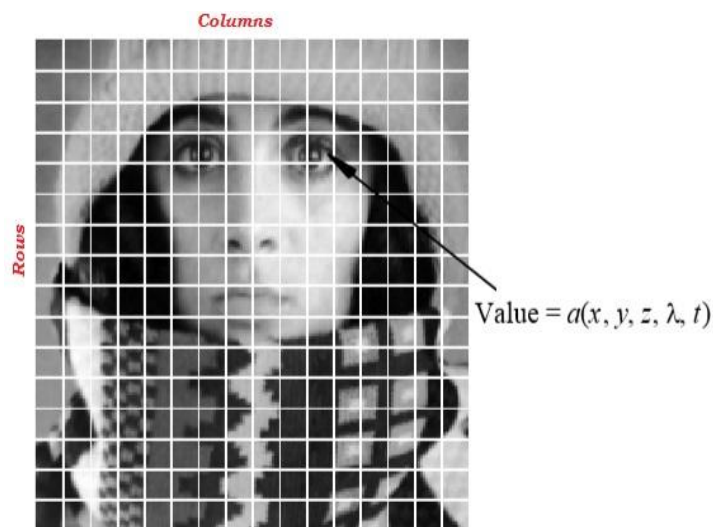 Columns
Rows
Value = a(x, y, z, λ, t)